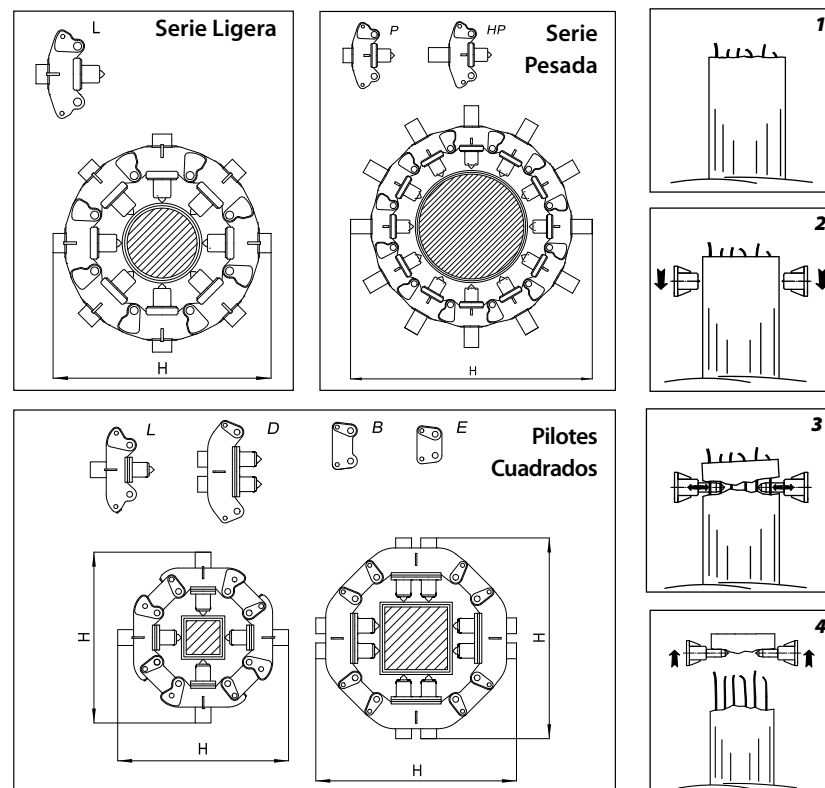 L
Serie Ligera
H
P
HP
Serie
Pesada
H
L
D
B
E
Pilotes
Cuadrados
H
H
H
H
1
2
3
4